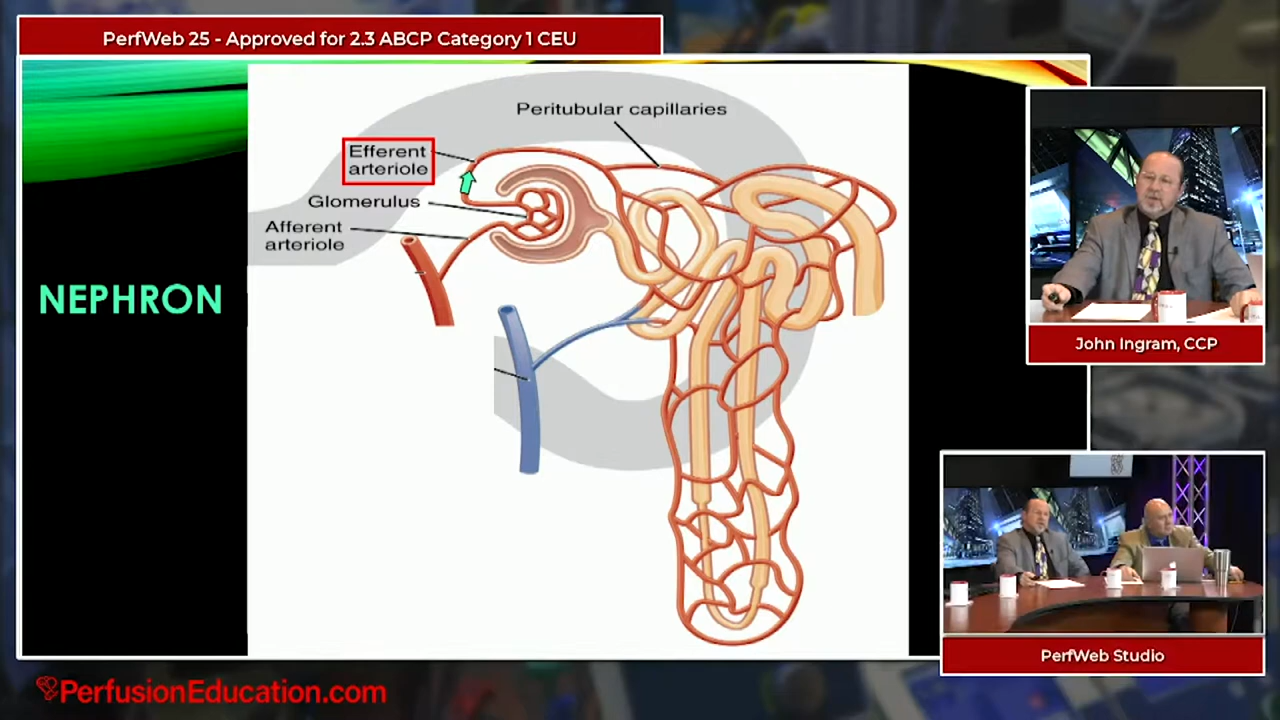 PerfWeb 25 - Approved for 2.3 ABCP Category 1 CEU
Peritubular capillaries
Efferent
arteriole
Glomerulus
Afferent
arteriole
NEPHRON
John Ingram, CCP
PerfWeb Studio
PerfusionEducation.com